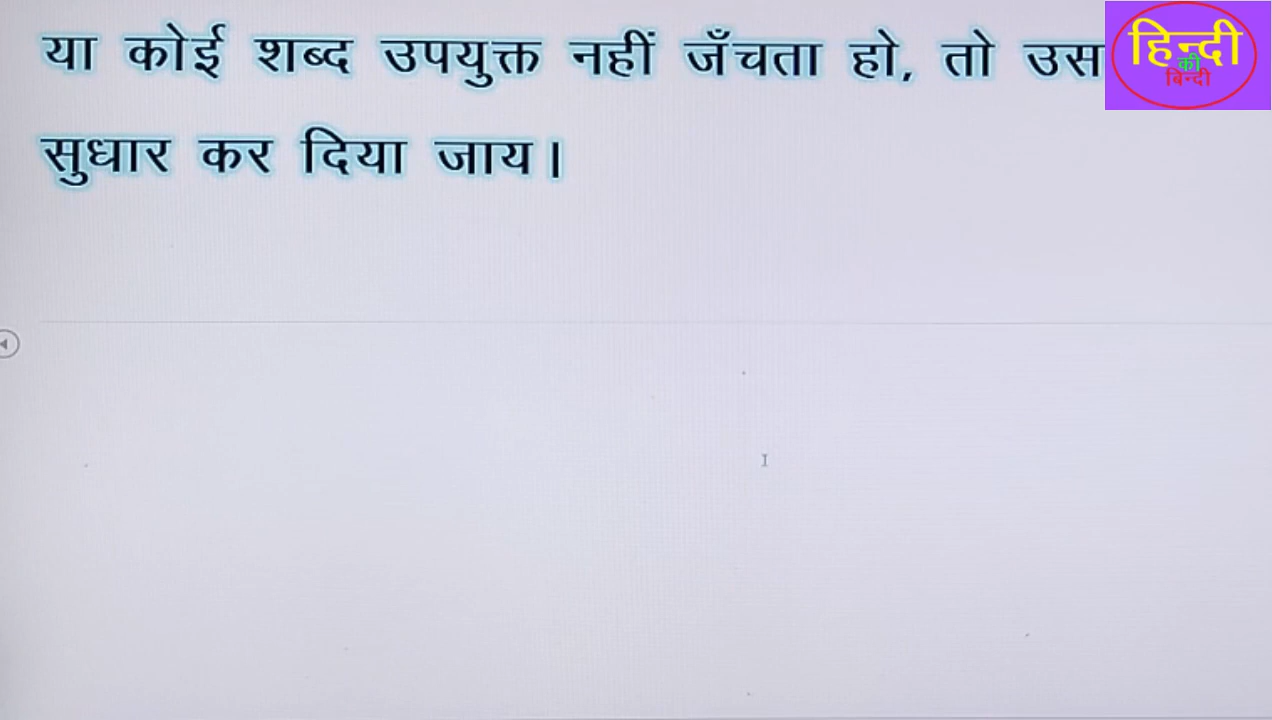 या कोई शब्द उपयुक्त नहीं जँचता हो, तो उस
सुधार कर दिया जाय।
हिन्दी
की
बिन्दी